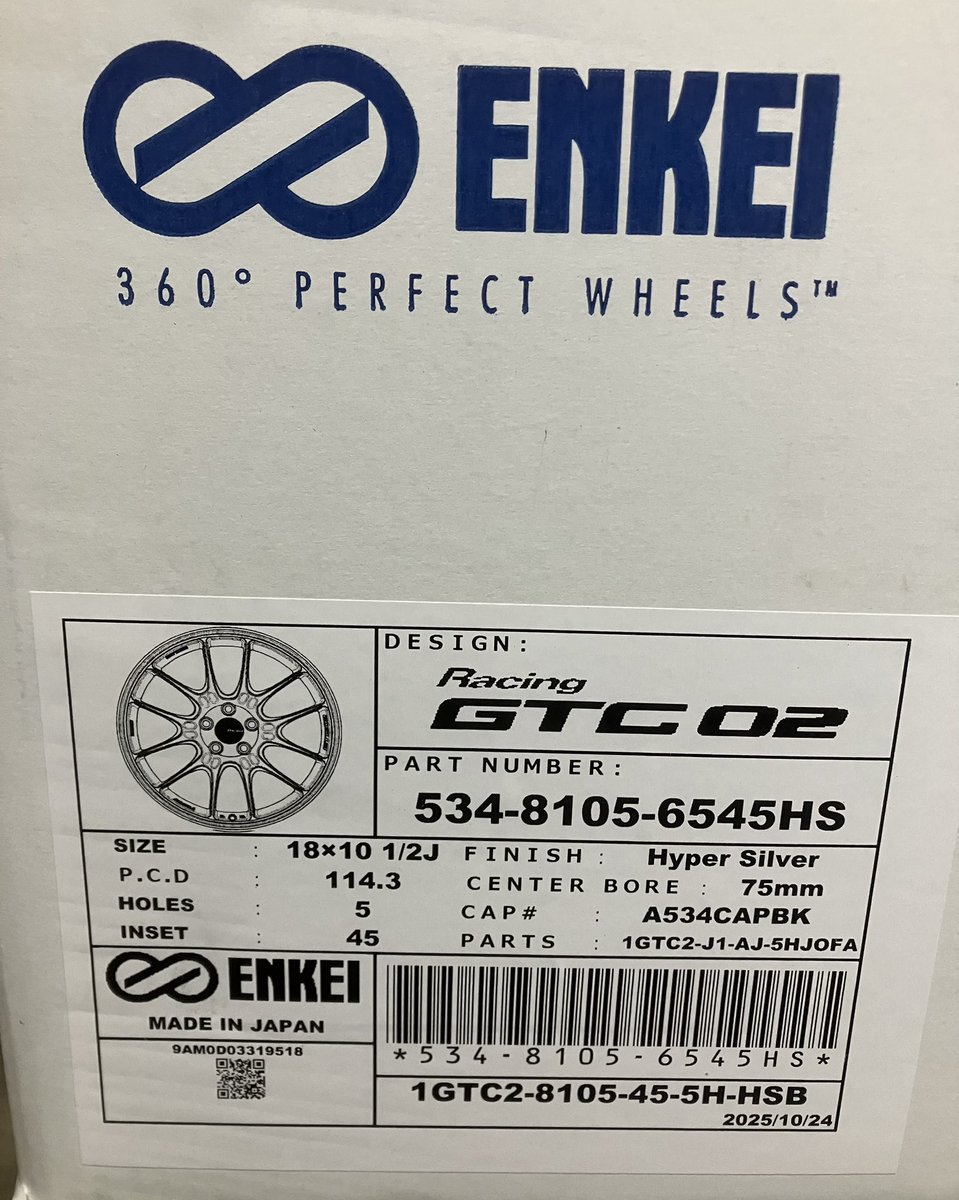 ENKEI
360° PERFECT WHEELS™
DESIGN:
Racing
GTC 02
PART NUMBER:
534-8105-6545HS
SIZE : 18×10 1/2J
P.C.D : 114.3
HOLES : 5
INSET : 45
FINISH : Hyper Silver
CENTER BORE : 75mm
CAP# : A534CAPBK
PARTS : 1GTC2-J1-AJ-5HJOFA
ENKEI
MADE IN JAPAN
9AM0D03319518
*534-8105-6545HS*
1GTC2-8105-45-5H-HSB
2025/10/24